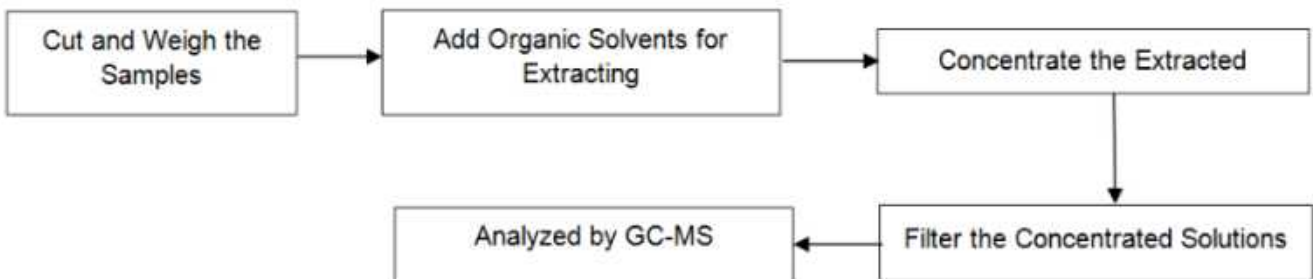 Cut and Weigh the
Samples
Add Organic Solvents for
Extracting
Concentrate the Extracted
Filter the Concentrated Solutions
Analyzed by GC-MS